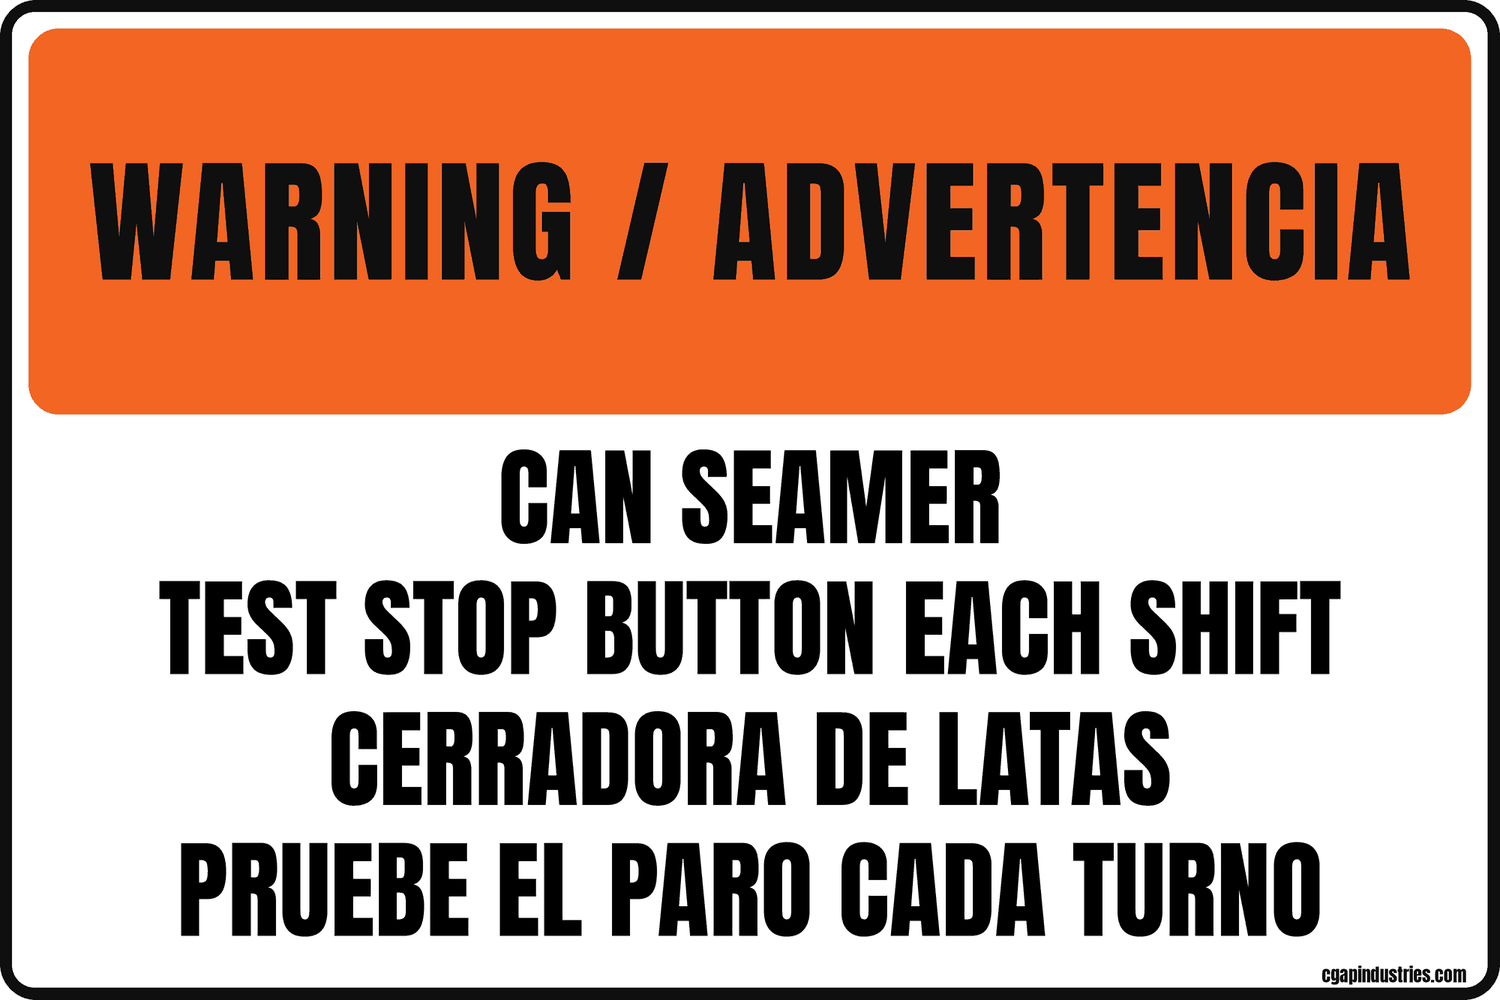 WARNING / ADVERTENCIA
CAN SEAMER
TEST STOP BUTTON EACH SHIFT
CERRADORA DE LATAS
PRUEBE EL PARO CADA TURNO
cgapindustries.com